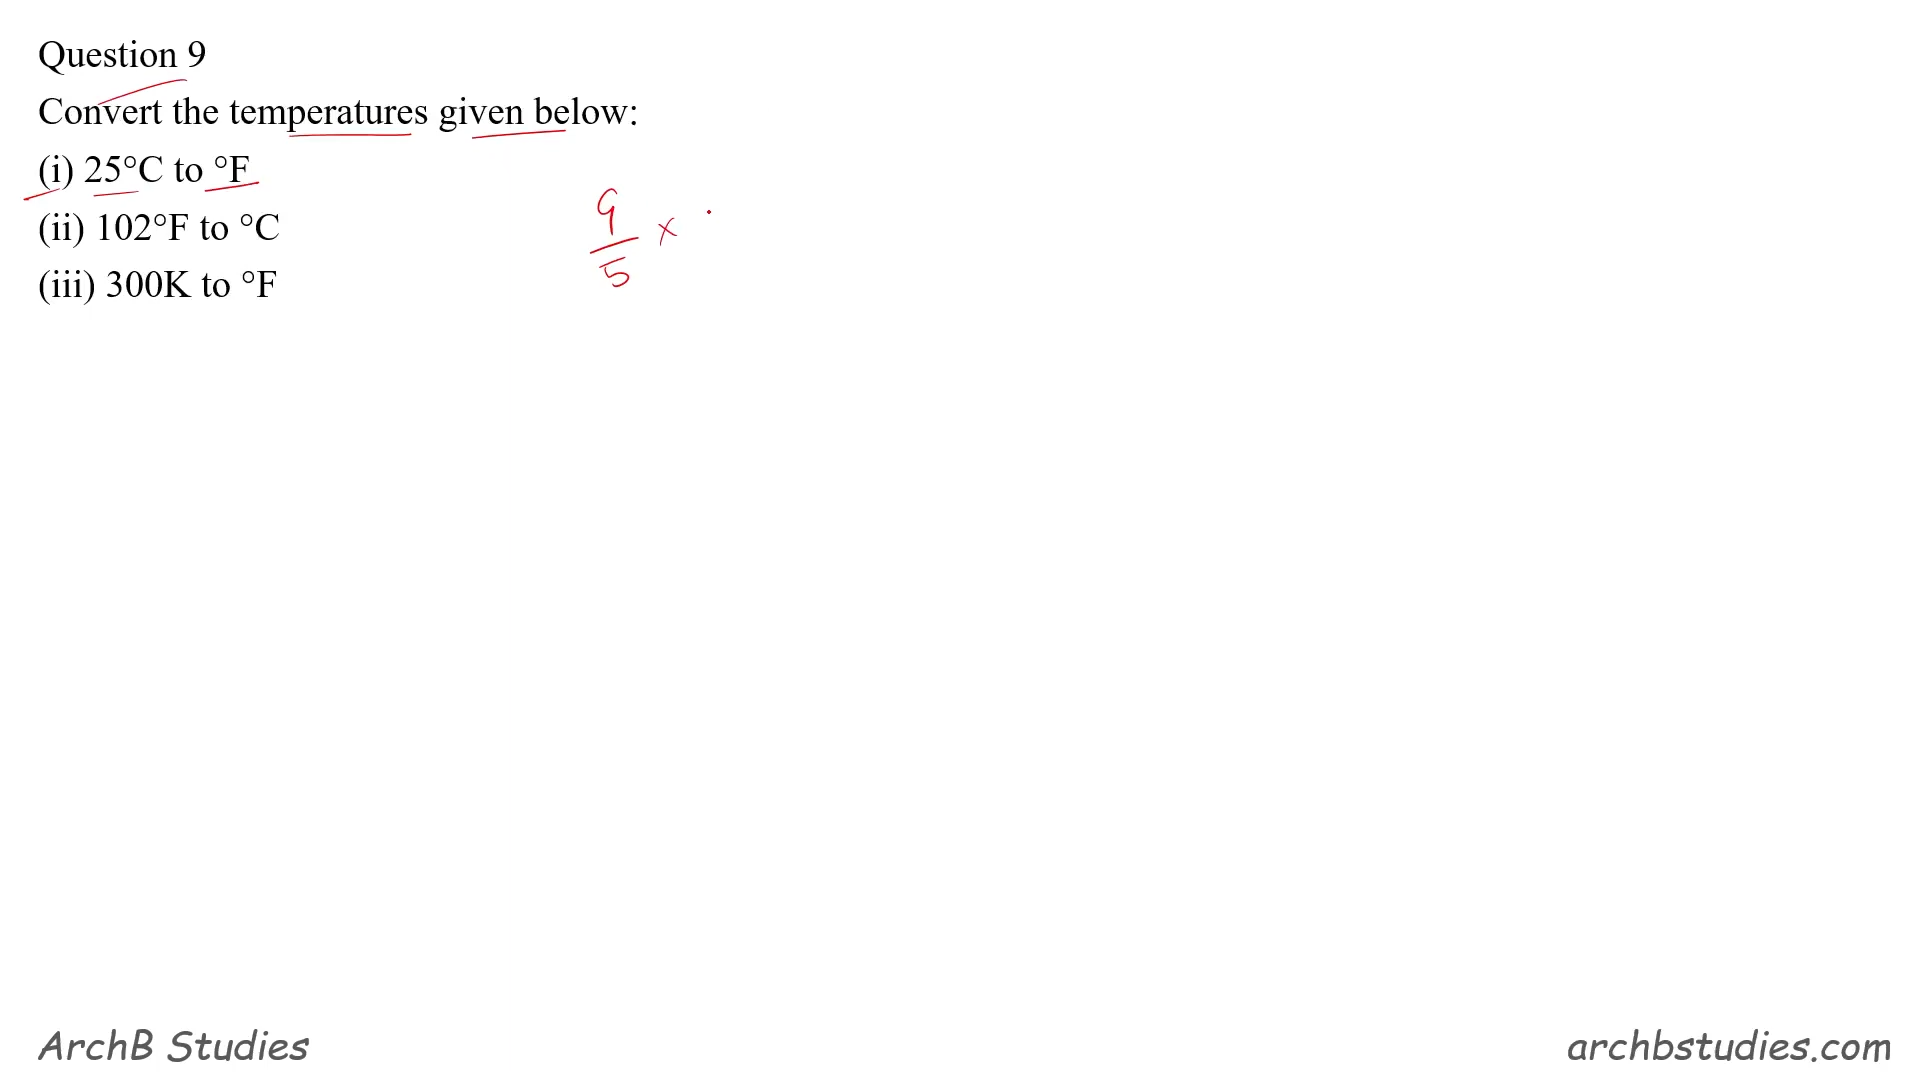 Question 9
Convert the temperatures given below:
(i) 25°C to °F
(ii) 102°F to °C
(iii) 300K to °F
9/5 ×
ArchB Studies
archbstudies.com